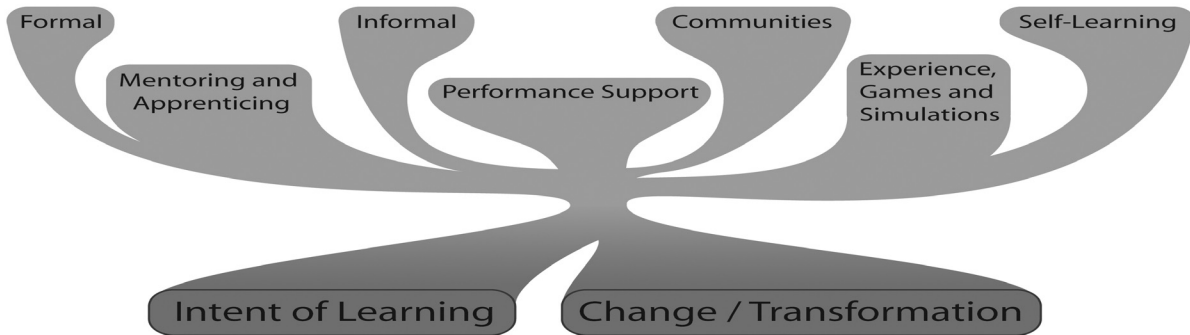 Formal
Informal
Communities
Self-Learning
Mentoring and
Apprenticing
Performance Support
Experience,
Games and
Simulations
Intent of Learning
Change / Transformation